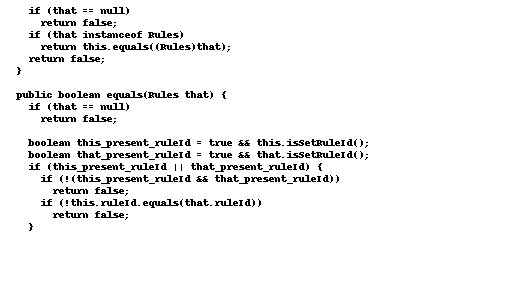 if (that == null)
return false;
if (that instanceof Rules)
return this.equals((Rules)that);
return false;
}
public boolean equals(Rules that) {
if (that == null)
return false;
boolean this_present_ruleId = true && this.isSetRuleId();
boolean that_present_ruleId = true && that.isSetRuleId();
if (this_present_ruleId || that_present_ruleId) {
if (!(this_present_ruleId && that_present_ruleId))
return false;
if (!this.ruleId.equals(that.ruleId))
return false;
}